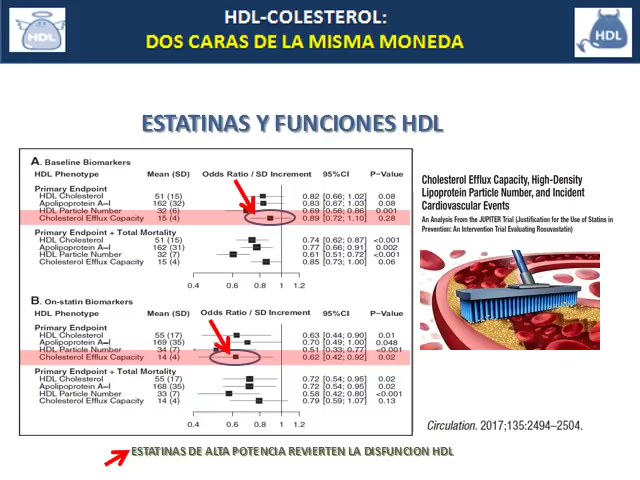 HDL-COLESTEROL:
DOS CARAS DE LA MISMA MONEDA
HDL
HDL
ESTATINAS Y FUNCIONES HDL
A. Baseline Biomarkers
HDL Phenotype Mean (SD) Odds Ratio / SD Increment 95%CI P-Value
Primary Endpoint
HDL Cholesterol 51 (15) 0.82 [0.66; 1.02] 0.08
Apolipoprotein A-I 162 (32) 0.83 [0.67; 1.03] 0.08
HDL Particle Number 32 (6) 0.69 [0.56; 0.86] 0.001
Cholesterol Efflux Capacity 15 (4) 0.89 [0.72; 1.10] 0.28
Primary Endpoint + Total Mortality
HDL Cholesterol 51 (15) 0.74 [0.62; 0.87] <0.001
Apolipoprotein A-I 162 (31) 0.77 [0.66; 0.91] 0.002
HDL Particle Number 32 (7) 0.61 [0.51; 0.72] <0.001
Cholesterol Efflux Capacity 15 (4) 0.85 [0.73; 1.00] 0.06
0.4 0.6 0.8 1 1.2
B. On-statin Biomarkers
HDL Phenotype Mean (SD) Odds Ratio / SD Increment 95%CI P-Value
Primary Endpoint
HDL Cholesterol 55 (17) 0.63 [0.44; 0.90] 0.01
Apolipoprotein A-I 169 (35) 0.70 [0.49; 1.00] 0.048
HDL Particle Number 34 (7) 0.51 [0.33; 0.77] <0.001
Cholesterol Efflux Capacity 14 (4) 0.62 [0.42; 0.92] 0.02
Primary Endpoint + Total Mortality
HDL Cholesterol 55 (17) 0.72 [0.54; 0.95] 0.02
Apolipoprotein A-I 168 (35) 0.72 [0.54; 0.95] 0.02
HDL Particle Number 33 (7) 0.58 [0.42; 0.80] <0.001
Cholesterol Efflux Capacity 14 (4) 0.79 [0.59; 1.07] 0.13
0.4 0.6 0.8 1 1.2
Cholesterol Efflux Capacity, High-Density
Lipoprotein Particle Number, and Incident
Cardiovascular Events
An Analysis From the JUPITER Trial (Justification for the Use of Statins in
Prevention: An Intervention Trial Evaluating Rosuvastatin)
Circulation. 2017;135:2494–2504.
ESTATINAS DE ALTA POTENCIA REVIERTEN LA DISFUNCION HDL